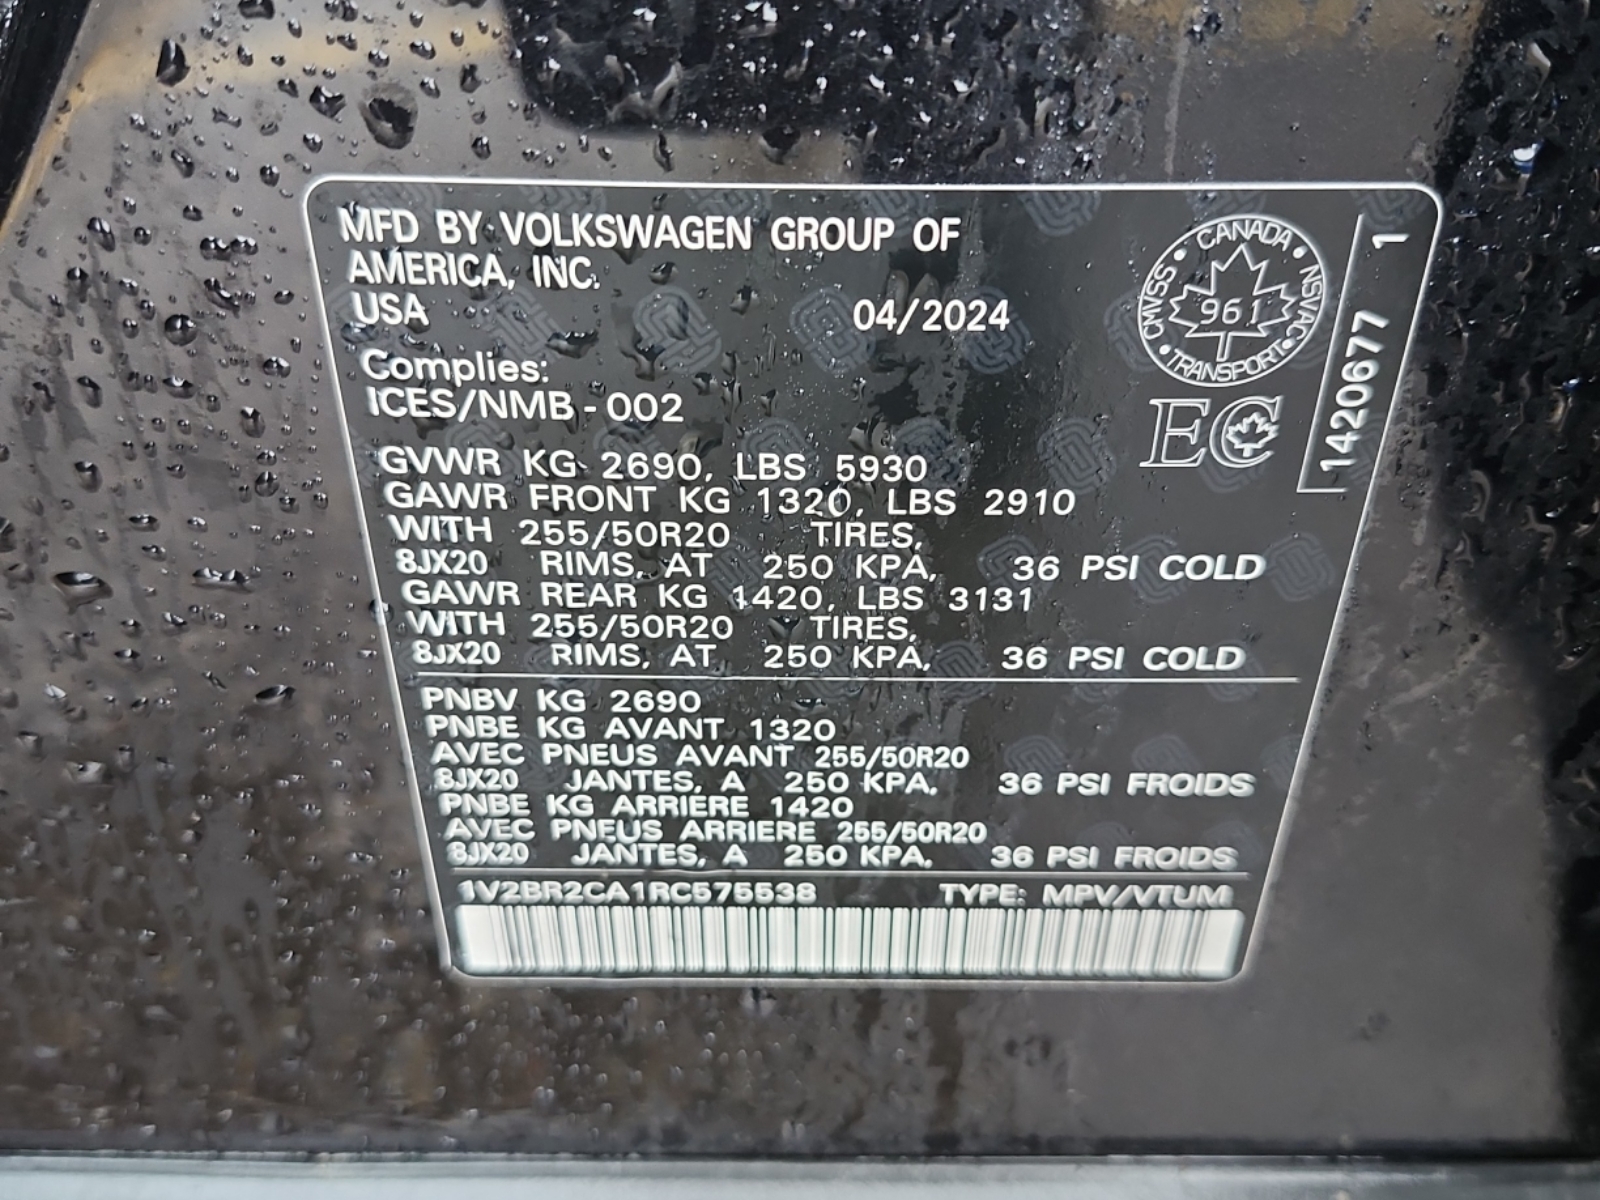 MFD BY VOLKSWAGEN GROUP OF
AMERICA, INC.
USA 04/2024
CANADA
CMVSS 961 NSVAC
TRANSPORT
Complies:
ICES/NMB-002
EC
1420677 1
GVWR KG 2690, LBS 5930
GAWR FRONT KG 1320, LBS 2910
WITH 255/50R20 TIRES,
8JX20 RIMS, AT 250 KPA, 36 PSI COLD
GAWR REAR KG 1420, LBS 3131
WITH 255/50R20 TIRES,
8JX20 RIMS, AT 250 KPA, 36 PSI COLD
PNBV KG 2690
PNBE KG AVANT 1320
AVEC PNEUS AVANT 255/50R20
8JX20 JANTES, A 250 KPA, 36 PSI FROIDS
PNBE KG ARRIERE 1420
AVEC PNEUS ARRIERE 255/50R20
8JX20 JANTES, A 250 KPA, 36 PSI FROIDS
1V2BR2CA1RC575538 TYPE: MPV/VTUM